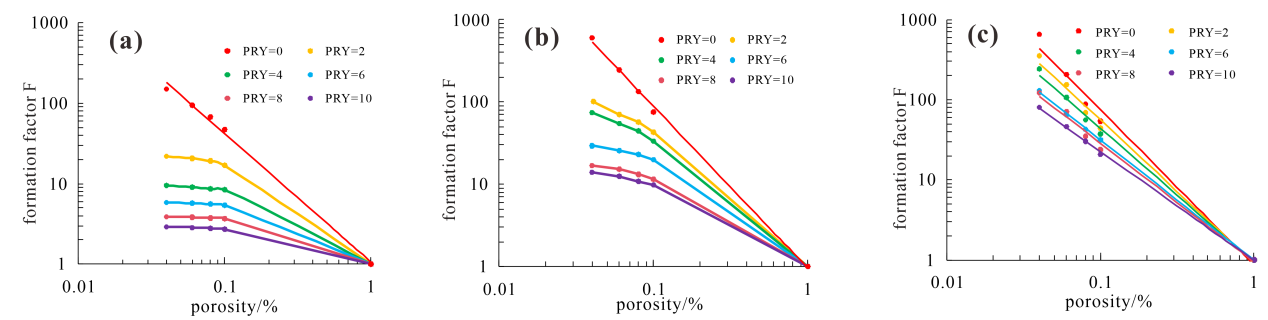 (a)
1000
100
10
1
0.01
0.1
1
formation factor F
porosity/%
PRY=0
PRY=2
PRY=4
PRY=6
PRY=8
PRY=10
(b)
1000
100
10
1
0.01
0.1
1
formation factor F
porosity/%
PRY=0
PRY=2
PRY=4
PRY=6
PRY=8
PRY=10
(c)
1000
100
10
1
0.01
0.1
1
formation factor F
porosity/%
PRY=0
PRY=2
PRY=4
PRY=6
PRY=8
PRY=10